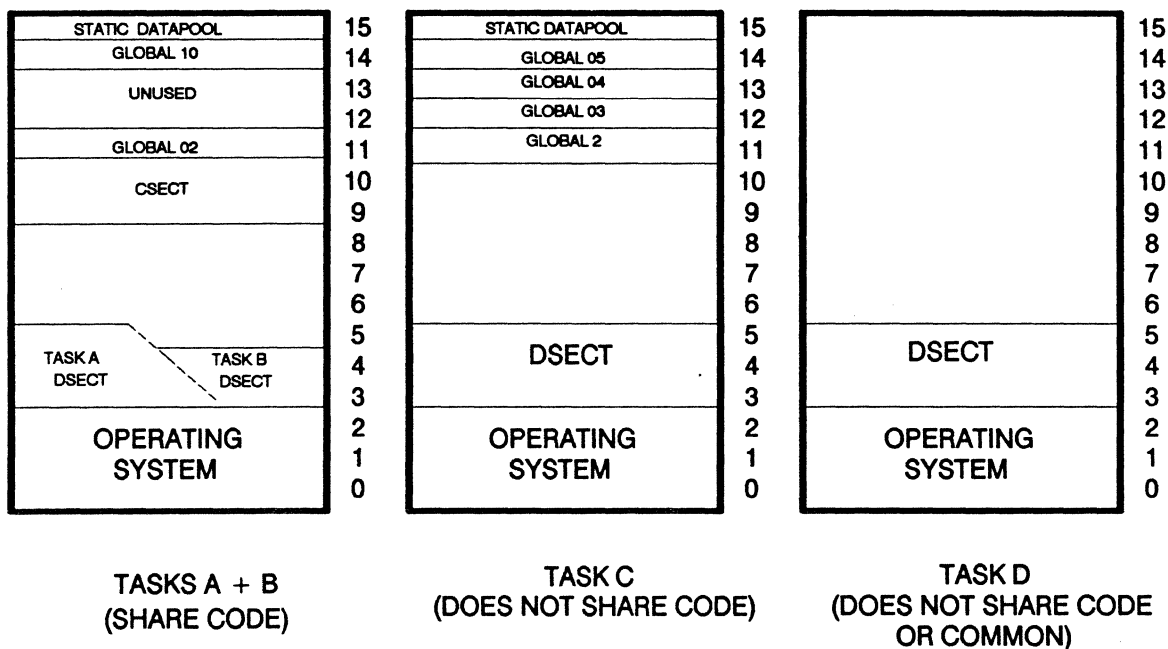 STATIC DATAPOOL
GLOBAL 10
UNUSED
GLOBAL 02
CSECT
TASK A
DSECT
TASK B
DSECT
OPERATING
SYSTEM
15
14
13
12
11
10
9
8
7
6
5
4
3
2
1
0
TASKS A + B
(SHARE CODE)
STATIC DATAPOOL
GLOBAL 05
GLOBAL 04
GLOBAL 03
GLOBAL 2
DSECT
OPERATING
SYSTEM
15
14
13
12
11
10
9
8
7
6
5
4
3
2
1
0
TASK C
(DOES NOT SHARE CODE)
DSECT
OPERATING
SYSTEM
15
14
13
12
11
10
9
8
7
6
5
4
3
2
1
0
TASK D
(DOES NOT SHARE CODE
OR COMMON)